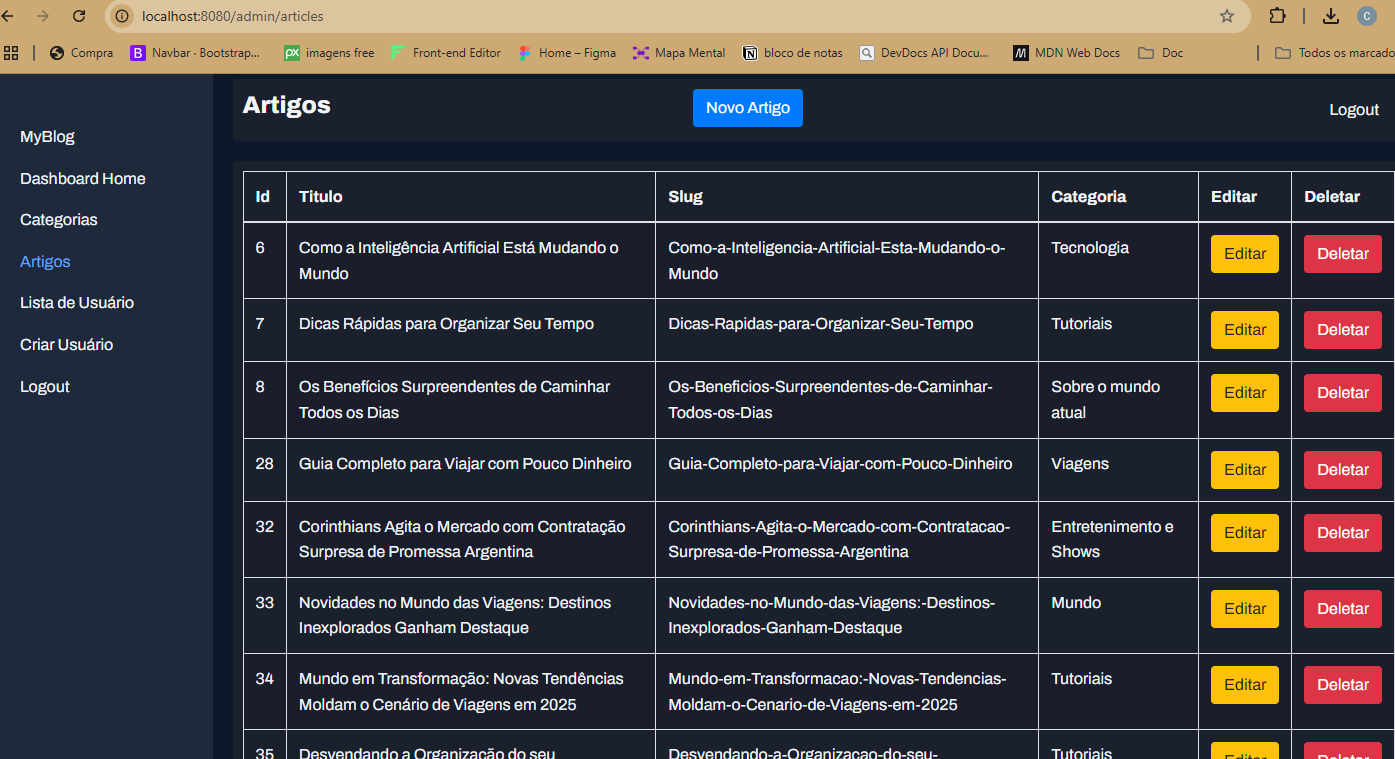 localhost:8080/admin/articles
C
Compra
B Navbar · Bootstrap...
px imagens free
Front-end Editor
Home – Figma
Mapa Mental
bloco de notas
DevDocs API Docu...
MDN Web Docs
Doc
Todos os marcado
MyBlog
Dashboard Home
Categorias
Artigos
Lista de Usuário
Criar Usuário
Logout
Artigos
Novo Artigo
Logout
Id Titulo Slug Categoria Editar Deletar
6 Como a Inteligência Artificial Está Mudando o Como-a-Inteligencia-Artificial-Esta-Mudando-o- Tecnologia Editar Deletar
Mundo Mundo
7 Dicas Rápidas para Organizar Seu Tempo Dicas-Rapidas-para-Organizar-Seu-Tempo Tutoriais Editar Deletar
8 Os Benefícios Surpreendentes de Caminhar Os-Beneficios-Surpreendentes-de-Caminhar- Sobre o mundo Editar Deletar
Todos os Dias Todos-os-Dias atual
28 Guia Completo para Viajar com Pouco Dinheiro Guia-Completo-para-Viajar-com-Pouco-Dinheiro Viagens Editar Deletar
32 Corinthians Agita o Mercado com Contratação Corinthians-Agita-o-Mercado-com-Contratacao- Entretenimento e Editar Deletar
Surpresa de Promessa Argentina Surpresa-de-Promessa-Argentina Shows
33 Novidades no Mundo das Viagens: Destinos Novidades-no-Mundo-das-Viagens:-Destinos- Mundo Editar Deletar
Inexplorados Ganham Destaque Inexplorados-Ganham-Destaque
34 Mundo em Transformação: Novas Tendências Mundo-em-Transformacao:-Novas-Tendencias- Tutoriais Editar Deletar
Moldam o Cenário de Viagens em 2025 Moldam-o-Cenario-de-Viagens-em-2025
35 Desvendando a Organização do seu Desvendando-a-Organizacao-do-seu- Tutoriais Editar Deletar